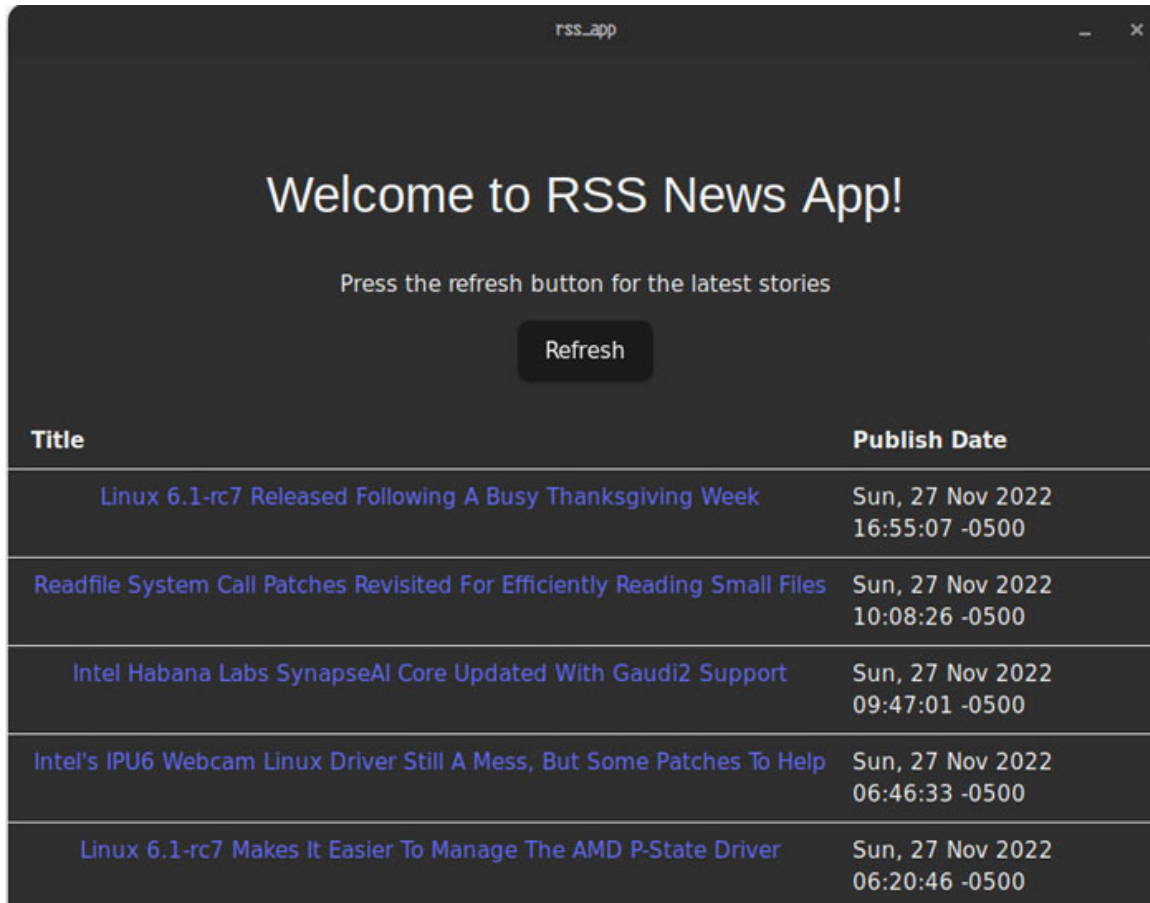 rss_app
Welcome to RSS News App!
Press the refresh button for the latest stories
Refresh
Title Publish Date
Linux 6.1-rc7 Released Following A Busy Thanksgiving Week Sun, 27 Nov 2022
16:55:07 -0500
Readfile System Call Patches Revisited For Efficiently Reading Small Files Sun, 27 Nov 2022
10:08:26 -0500
Intel Habana Labs SynapseAI Core Updated With Gaudi2 Support Sun, 27 Nov 2022
09:47:01 -0500
Intel's IPU6 Webcam Linux Driver Still A Mess, But Some Patches To Help Sun, 27 Nov 2022
06:46:33 -0500
Linux 6.1-rc7 Makes It Easier To Manage The AMD P-State Driver Sun, 27 Nov 2022
06:20:46 -0500